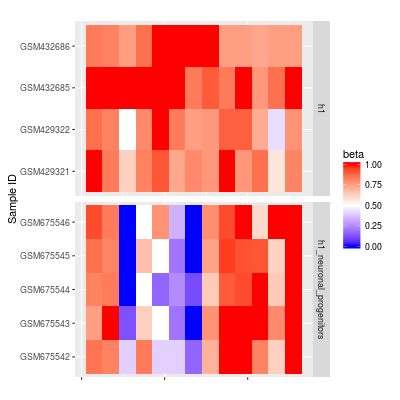 GSM432686
GSM432685
GSM429322
GSM429321
h1
GSM675546
GSM675545
GSM675544
GSM675543
GSM675542
h1_neuronal_progenitors
Sample ID
beta
1.00
0.75
0.50
0.25
0.00